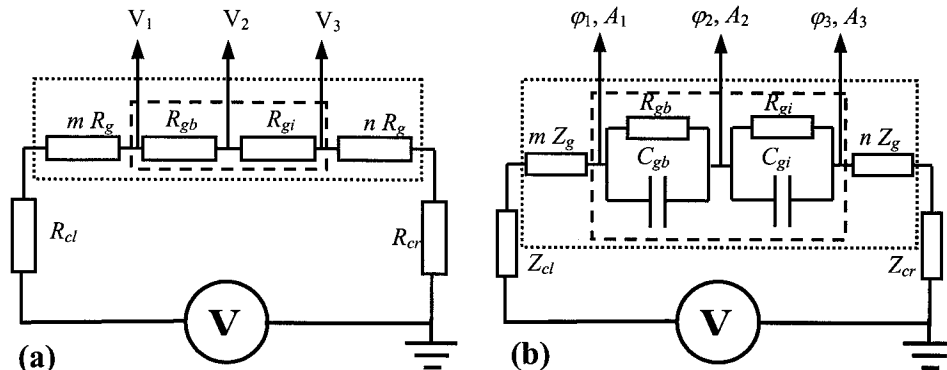 V1 V2 V3
m Rg Rgb Rgi n Rg
Rcl
Rcr
V
(a)
φ1, A1 φ2, A2 φ3, A3
Rgb Rgi
m Zg n Zg
Cgb Cgi
Zcl
Zcr
V
(b)